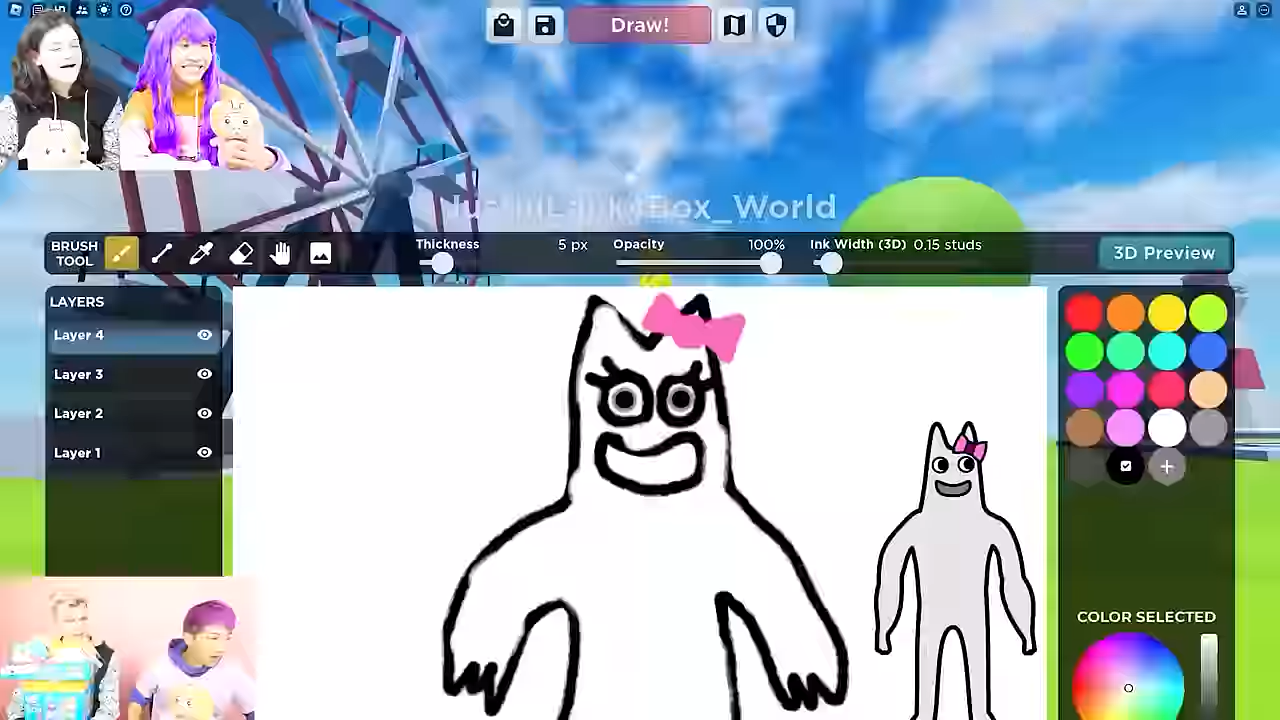 Draw!
Box_World
BRUSH TOOL
Thickness 5 px
Opacity 100%
Ink Width (3D) 0.15 studs
3D Preview
LAYERS
Layer 4
Layer 3
Layer 2
Layer 1
COLOR SELECTED